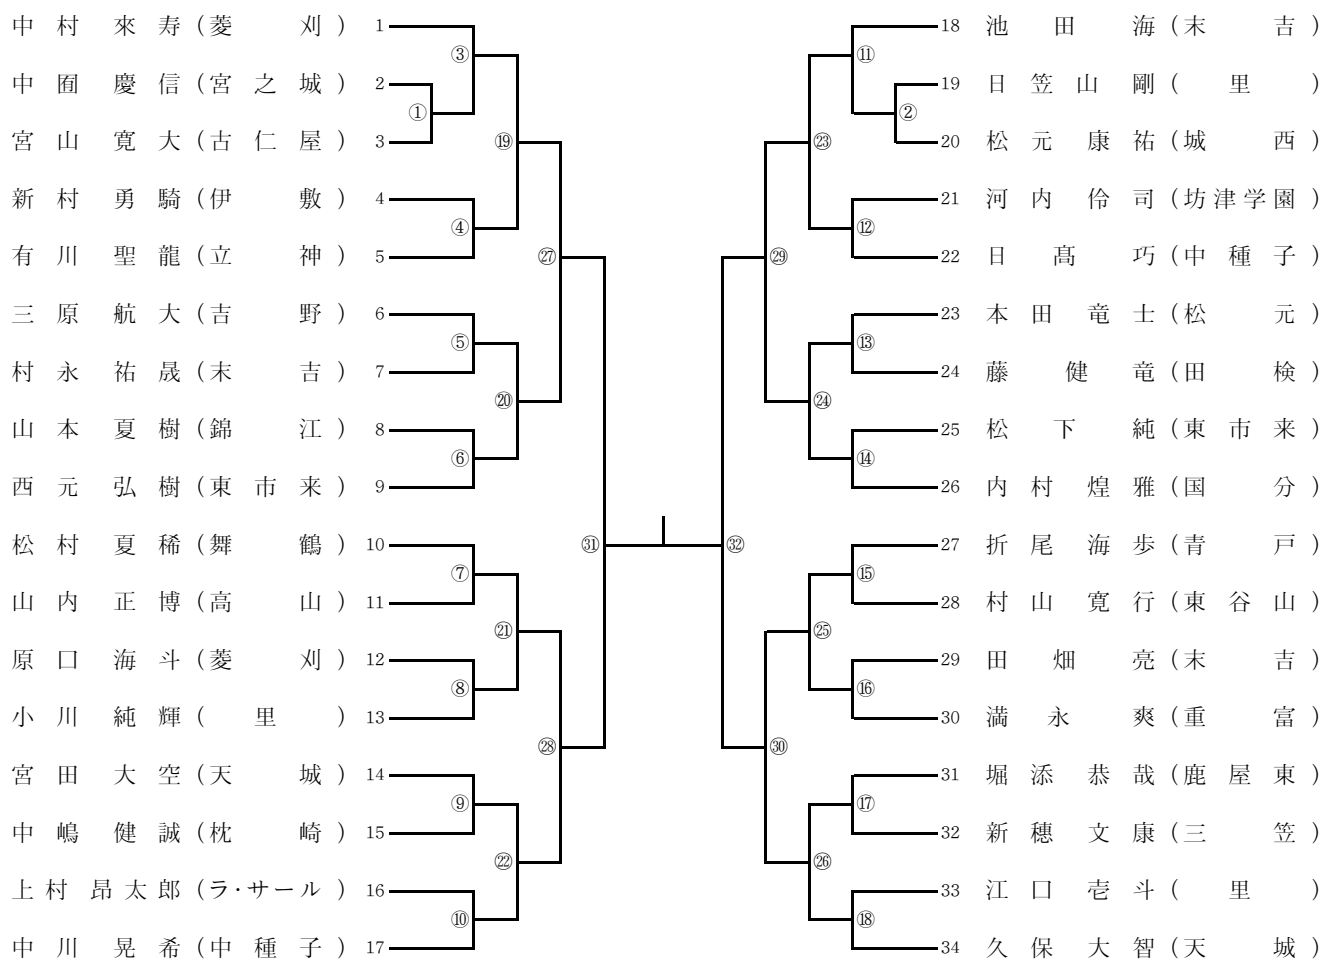 中村來寿(菱刈) 1
中囿慶信(宮之城) 2
宮山寛大(古仁屋) 3
新村勇騎(伊敷) 4
有川聖龍(立神) 5
三原航大(吉野) 6
村永祐晟(末吉) 7
山本夏樹(錦江) 8
西元弘樹(東市来) 9
松村夏稀(舞鶴) 10
山内正博(高山) 11
原口海斗(菱刈) 12
小川純輝(里) 13
宮田大空(天城) 14
中嶋健誠(枕崎) 15
上村昂太郎(ラ・サール) 16
中川晃希(中種子) 17
③
①
⑲
④
㉗
⑤
⑳
⑥
㉛
⑦
㉑
⑧
㉘
⑨
㉒
⑩
㉜
⑪
②
㉓
⑫
㉙
⑬
㉔
⑭
⑮
㉕
⑯
㉚
⑰
㉖
⑱
18 池田海(末吉)
19 日笠山剛(里)
20 松元康祐(城西)
21 河内伶司(坊津学園)
22 日髙巧(中種子)
23 本田竜士(松元)
24 藤健竜(田検)
25 松下純(東市来)
26 内村煌雅(国分)
27 折尾海歩(青戸)
28 村山寛行(東谷山)
29 田畑亮(末吉)
30 満永爽(重富)
31 堀添恭哉(鹿屋東)
32 新穂文康(三笠)
33 江口壱斗(里)
34 久保大智(天城)